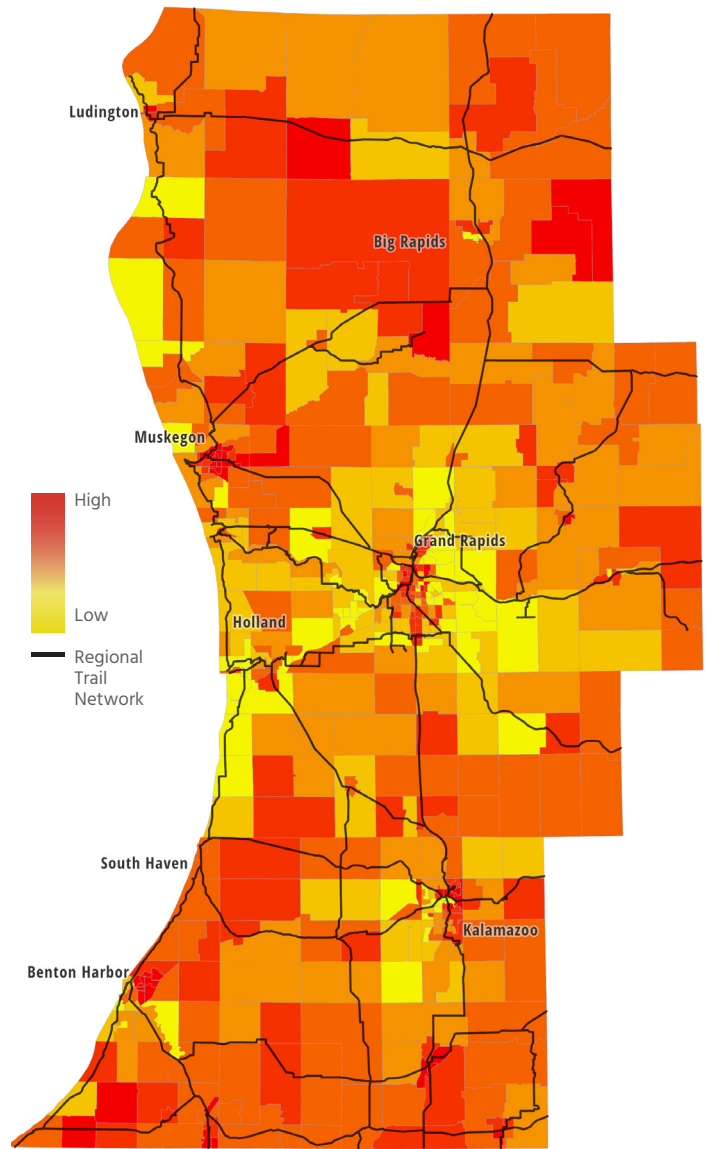 Ludington
Big Rapids
Muskegon
High
Grand Rapids
Low
Holland
Regional
Trail
Network
South Haven
Kalamazoo
Benton Harbor